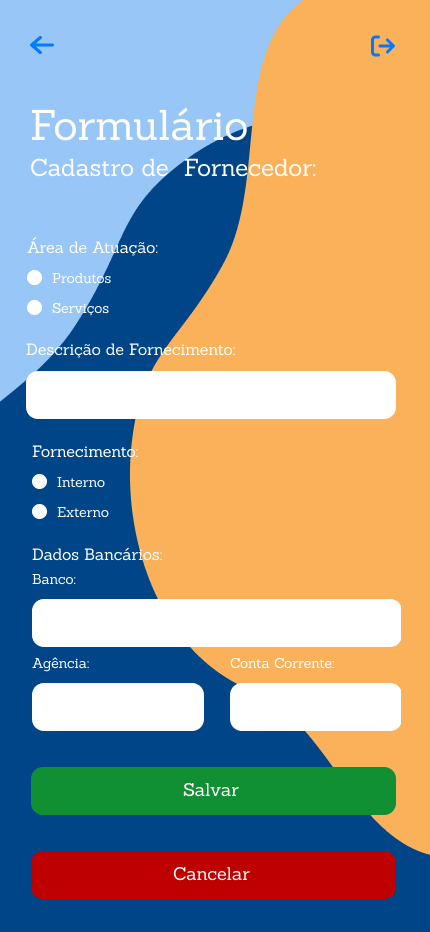 Formulário
Cadastro de Fornecedor:
Área de Atuação:
Produtos
Serviços
Descrição de Fornecimento:
Fornecimento:
Interno
Externo
Dados Bancários:
Banco:
Agência: Conta Corrente:
Salvar
Cancelar